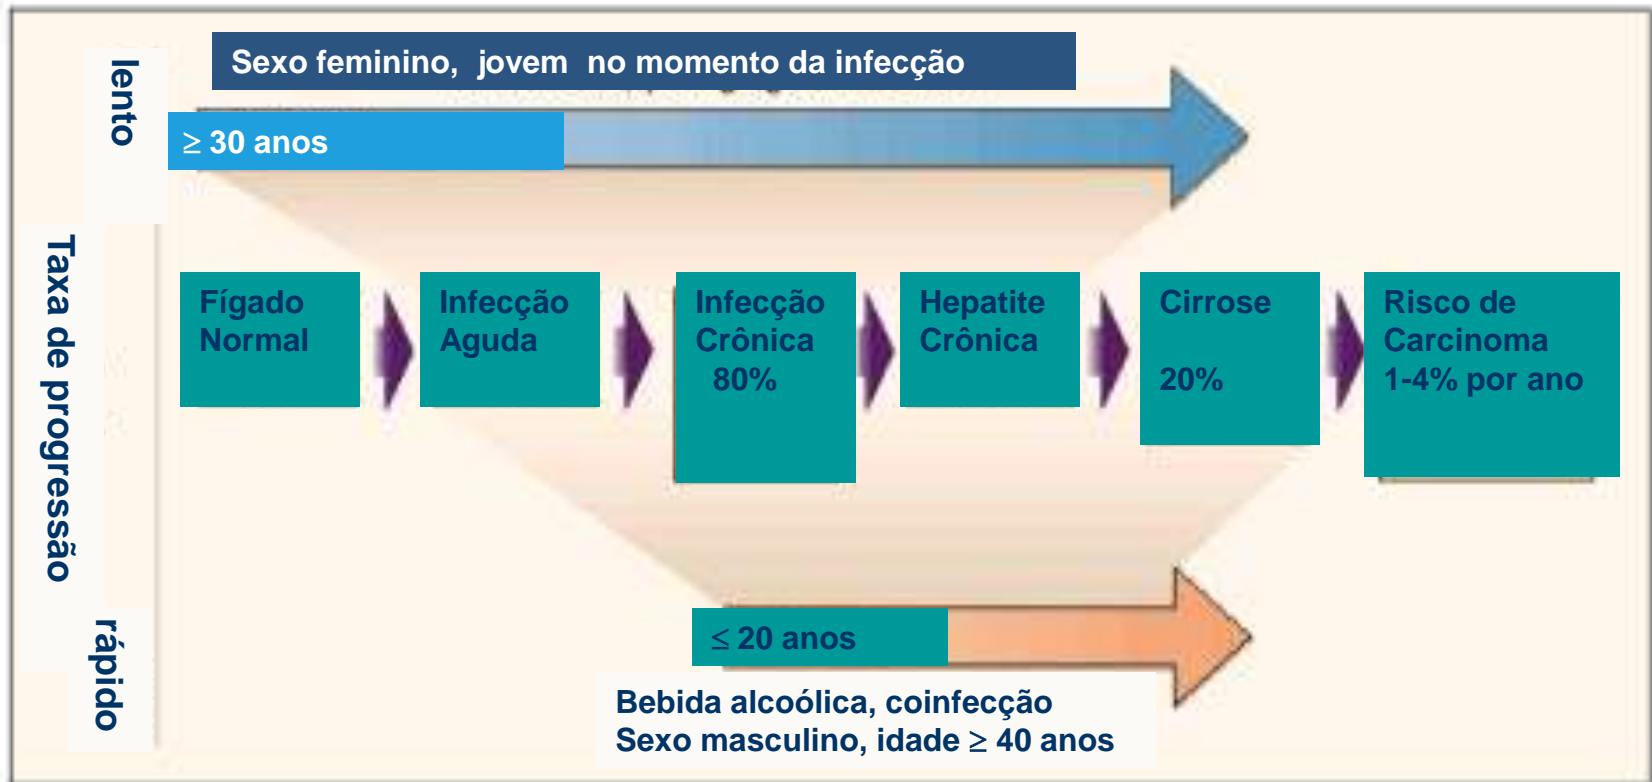 Sexo feminino, jovem no momento da infecção
≥ 30 anos
lento
Taxa de progressão
rápido
Fígado
Normal
Infecção
Aguda
Infecção
Crônica
80%
Hepatite
Crônica
Cirrose
20%
Risco de
Carcinoma
1-4% por ano
≤ 20 anos
Bebida alcoólica, coinfecção
Sexo masculino, idade ≥ 40 anos